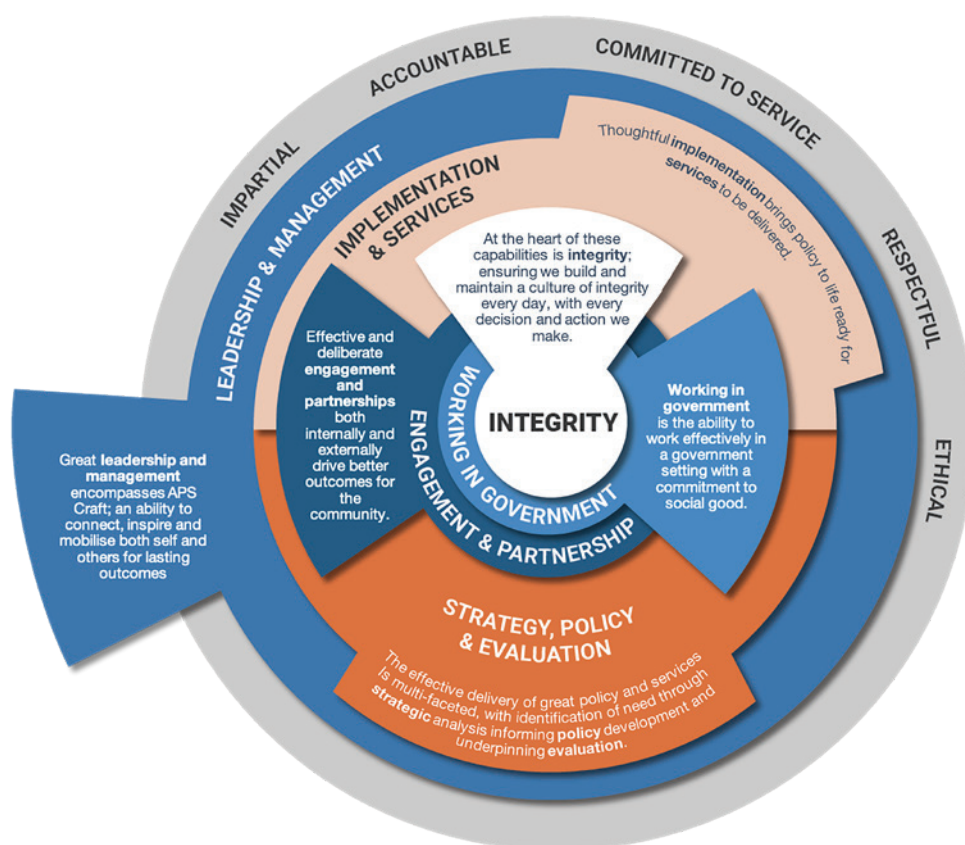 IMPARTIAL
ACCOUNTABLE
COMMITTED TO SERVICE
RESPECTFUL
ETHICAL
LEADERSHIP & MANAGEMENT
IMPLEMENTATION
& SERVICES
Thoughtful implementation brings policy to life ready for
services to be delivered.
At the heart of these
capabilities is integrity;
ensuring we build and
maintain a culture of integrity
every day, with every
decision and action we
make.
Effective and
deliberate
engagement
and
partnerships
both
internally and
externally
drive better
outcomes for
the
community.
INTEGRITY
WORKING IN GOVERNMENT
ENGAGEMENT & PARTNERSHIP
Working in
government
is the ability to
work effectively in
a government
setting with a
commitment to
social good.
Great leadership and
management
encompasses APS
Craft; an ability to
connect, inspire and
mobilise both self and
others for lasting
outcomes
STRATEGY, POLICY
& EVALUATION
The effective delivery of great policy and services
is multi-faceted, with identification of need through
strategic analysis informing policy development and
underpinning evaluation.